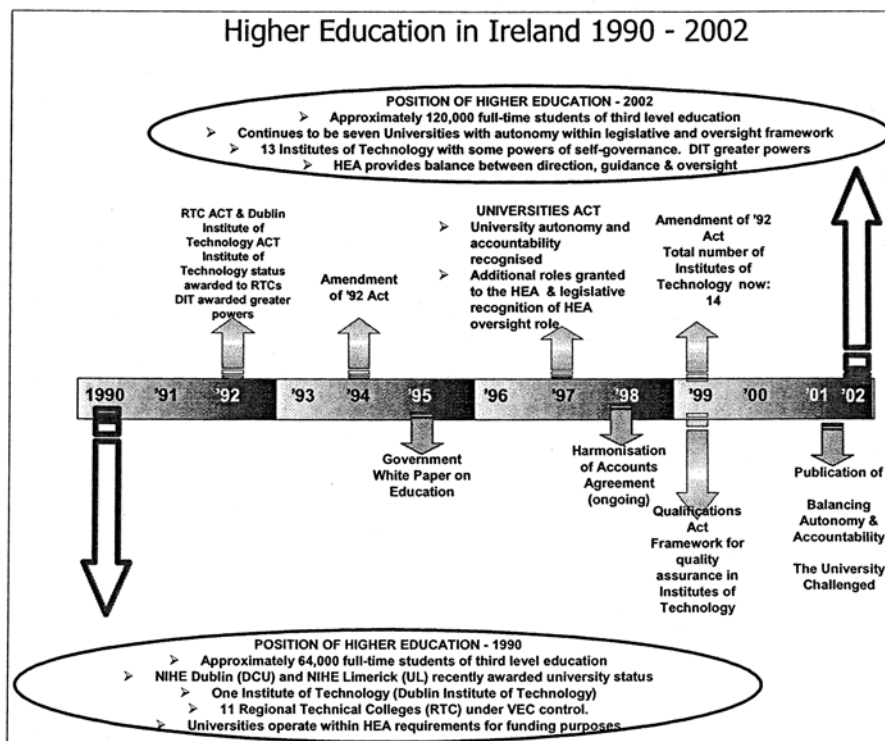 Higher Education in Ireland 1990 - 2002
POSITION OF HIGHER EDUCATION - 2002
➢ Approximately 120,000 full-time students of third level education
➢ Continues to be seven Universities with autonomy within legislative and oversight framework
➢ 13 Institutes of Technology with some powers of self-governance. DIT greater powers
➢ HEA provides balance between direction, guidance & oversight
RTC ACT & Dublin
Institute of
Technology ACT
Institute of
Technology status
awarded to RTCs
DIT awarded greater
powers
Amendment
of '92 Act
UNIVERSITIES ACT
➢ University autonomy and
accountability
recognised
➢ Additional roles granted
to the HEA & legislative
recognition of HEA
oversight role
Amendment of '92
Act
Total number of
Institutes of
Technology now:
14
1990 '91 '92 '93 '94 '95 '96 '97 '98 '99 '00 '01 '02
Government
White Paper on
Education
Harmonisation
of Accounts
Agreement
(ongoing)
Qualifications
Act
Framework for
quality
assurance in
Institutes of
Technology
Publication of
Balancing
Autonomy &
Accountability
The University
Challenged
POSITION OF HIGHER EDUCATION - 1990
➢ Approximately 64,000 full-time students of third level education
➢ NIHE Dublin (DCU) and NIHE Limerick (UL) recently awarded university status
➢ One Institute of Technology (Dublin Institute of Technology)
➢ 11 Regional Technical Colleges (RTC) under VEC control.
➢ Universities operate within HEA requirements for funding purposes